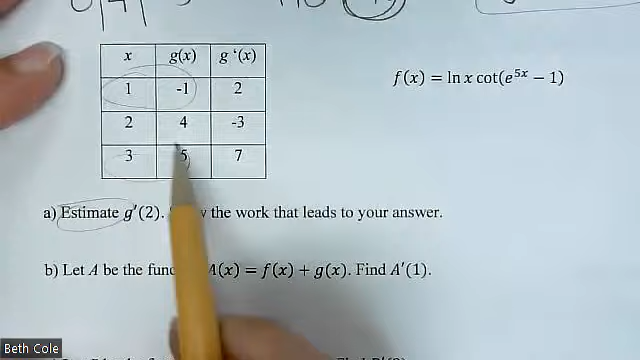 x g(x) g ‘(x)
f(x) = ln x cot(e^5x − 1)
1 -1 2
2 4 -3
3 5 7
a) Estimate g′(2). the work that leads to your answer.
b) Let A be the func A(x) = f(x) + g(x). Find A′(1).
Beth Cole